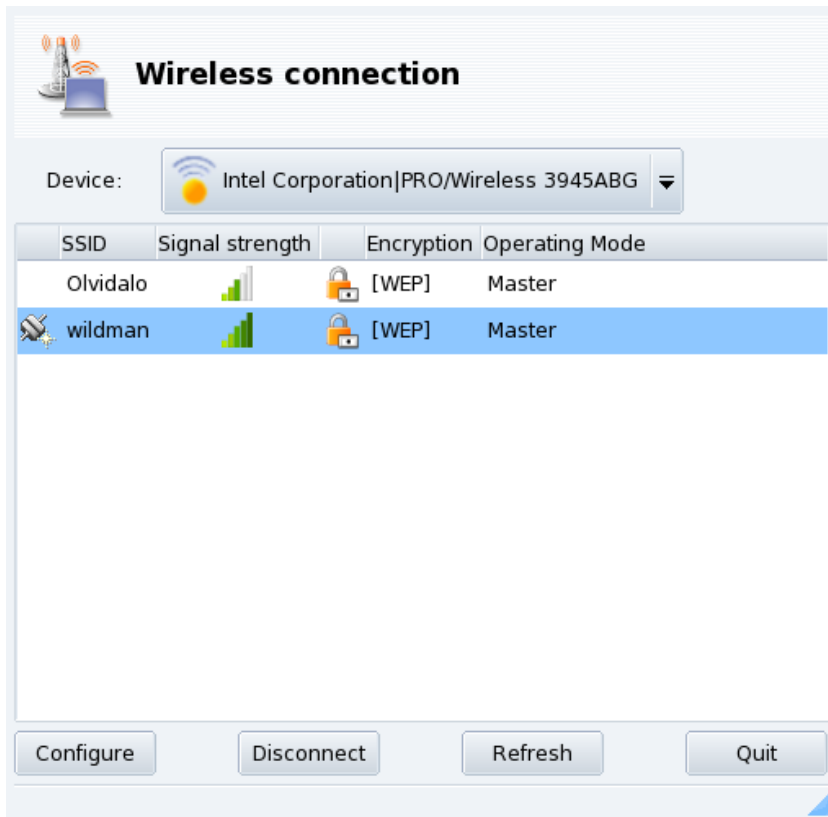 Wireless connection
Device: Intel Corporation|PRO/Wireless 3945ABG
SSID Signal strength Encryption Operating Mode
Olvidalo [WEP] Master
wildman [WEP] Master
Configure Disconnect Refresh Quit